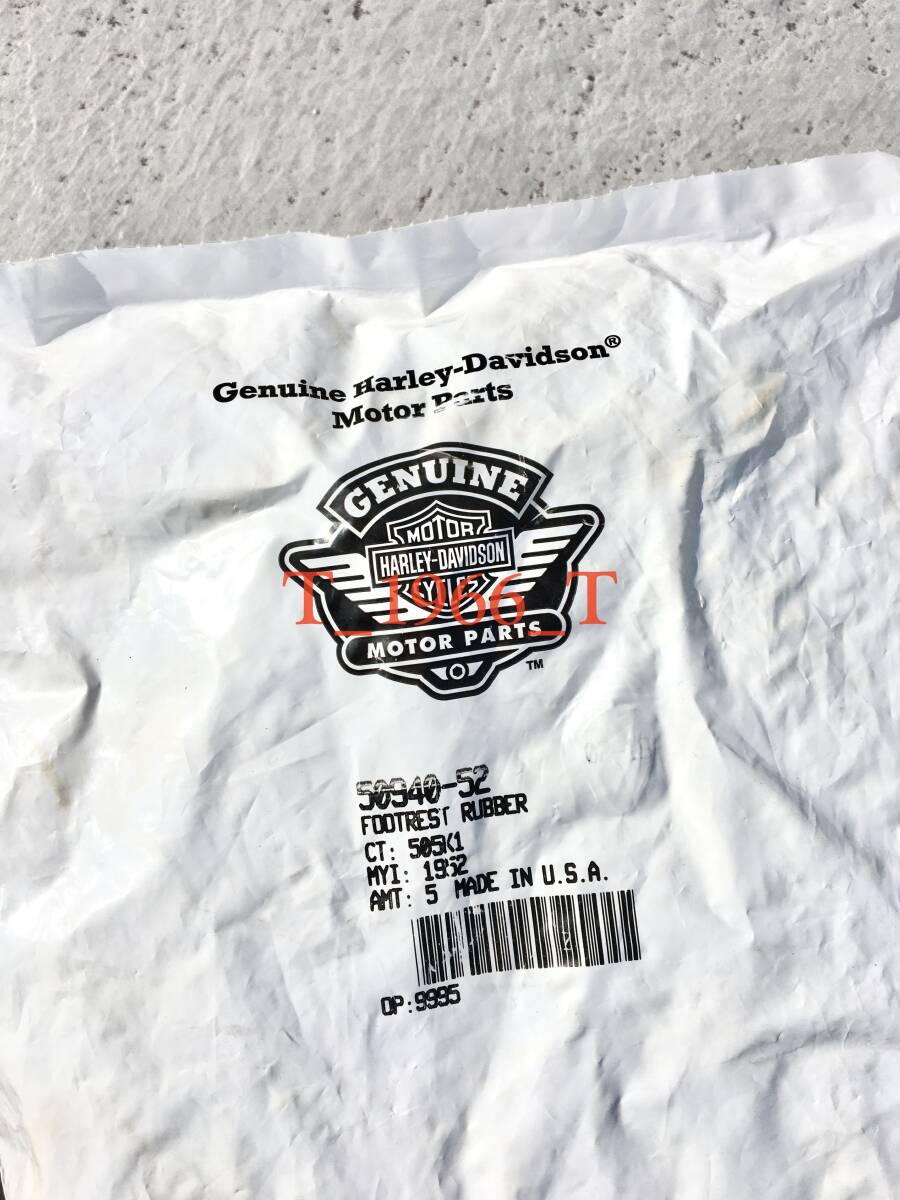 Genuine Harley-Davidson®
Motor Parts
GENUINE
MOTOR
HARLEY-DAVIDSON
CYCLES
T_1966_T
MOTOR PARTS
TM
50940-52
FOOTREST RUBBER
CT: 505K1
MYI: 1952
AMT: 5 MADE IN U.S.A.
OP:9995